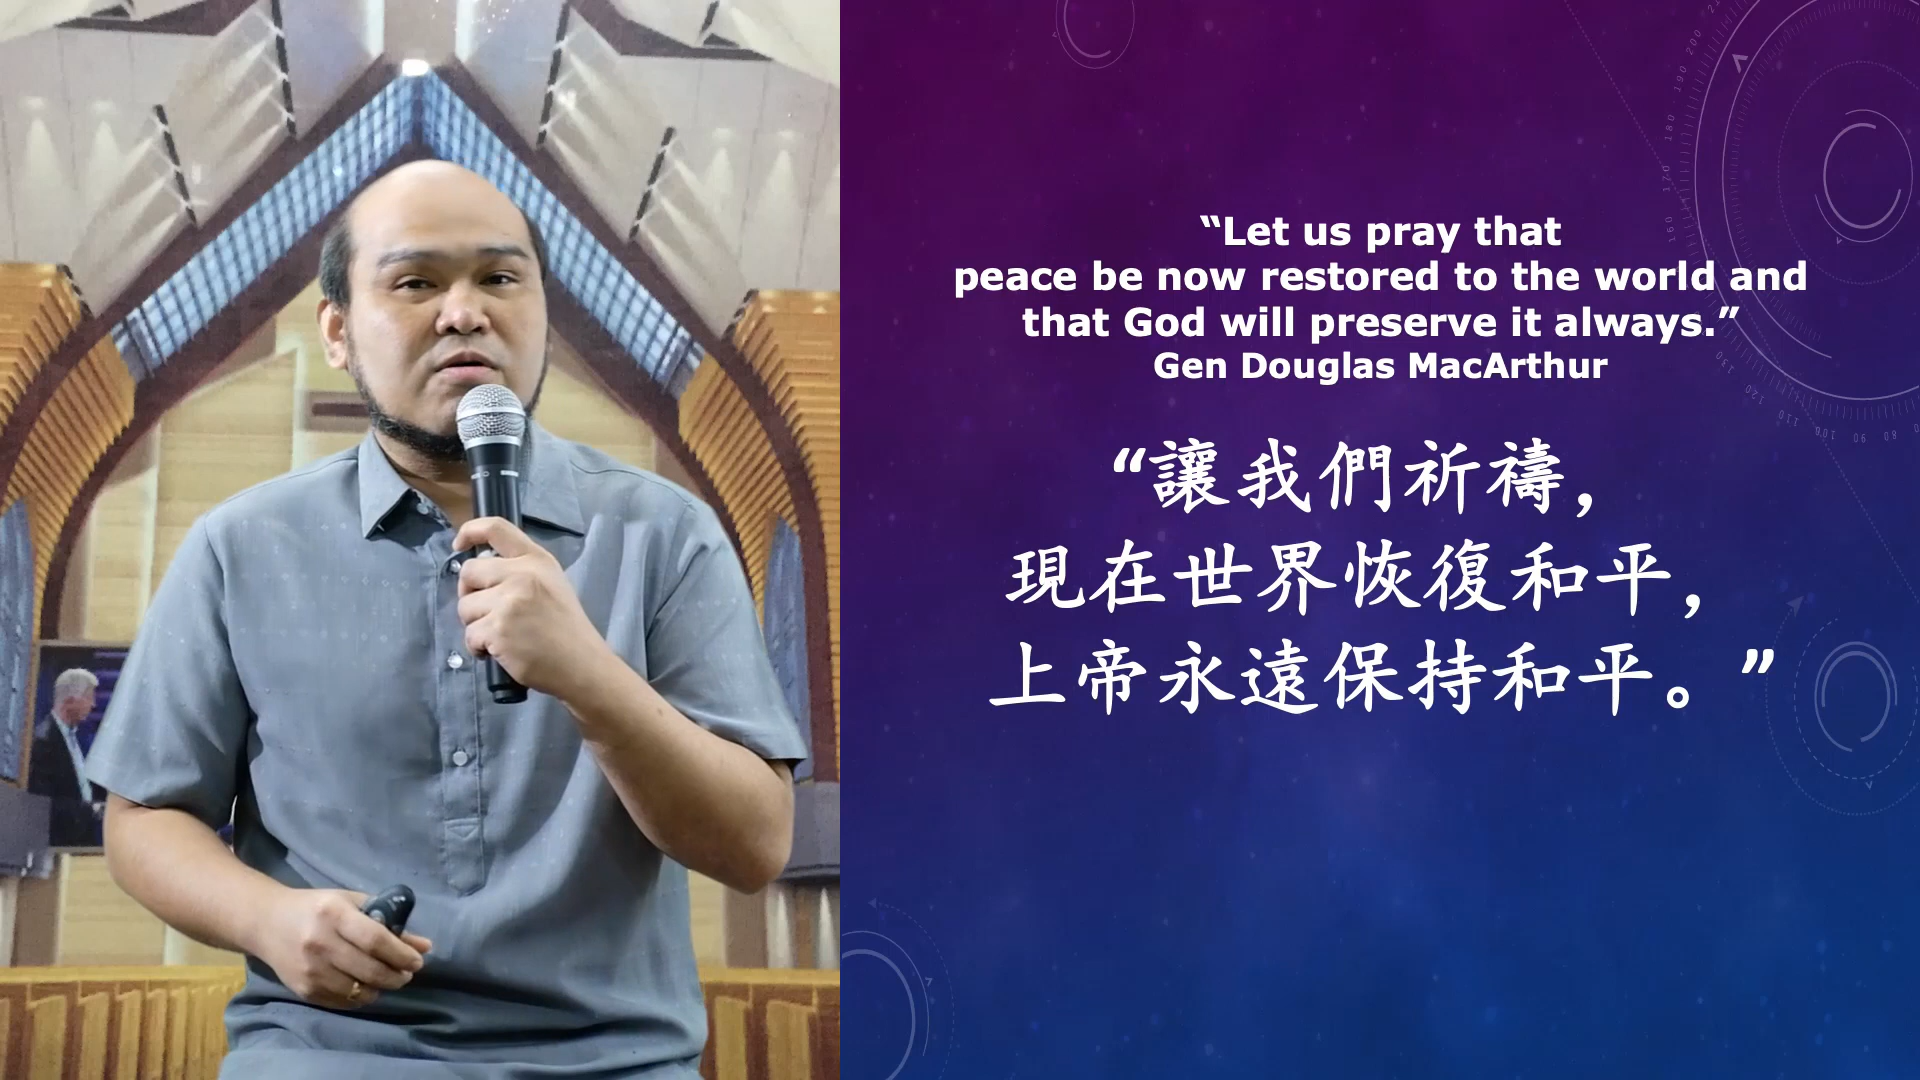 “Let us pray that
peace be now restored to the world and
that God will preserve it always.”
Gen Douglas MacArthur
“讓我們祈禱，
現在世界恢復和平，
上帝永遠保持和平。”